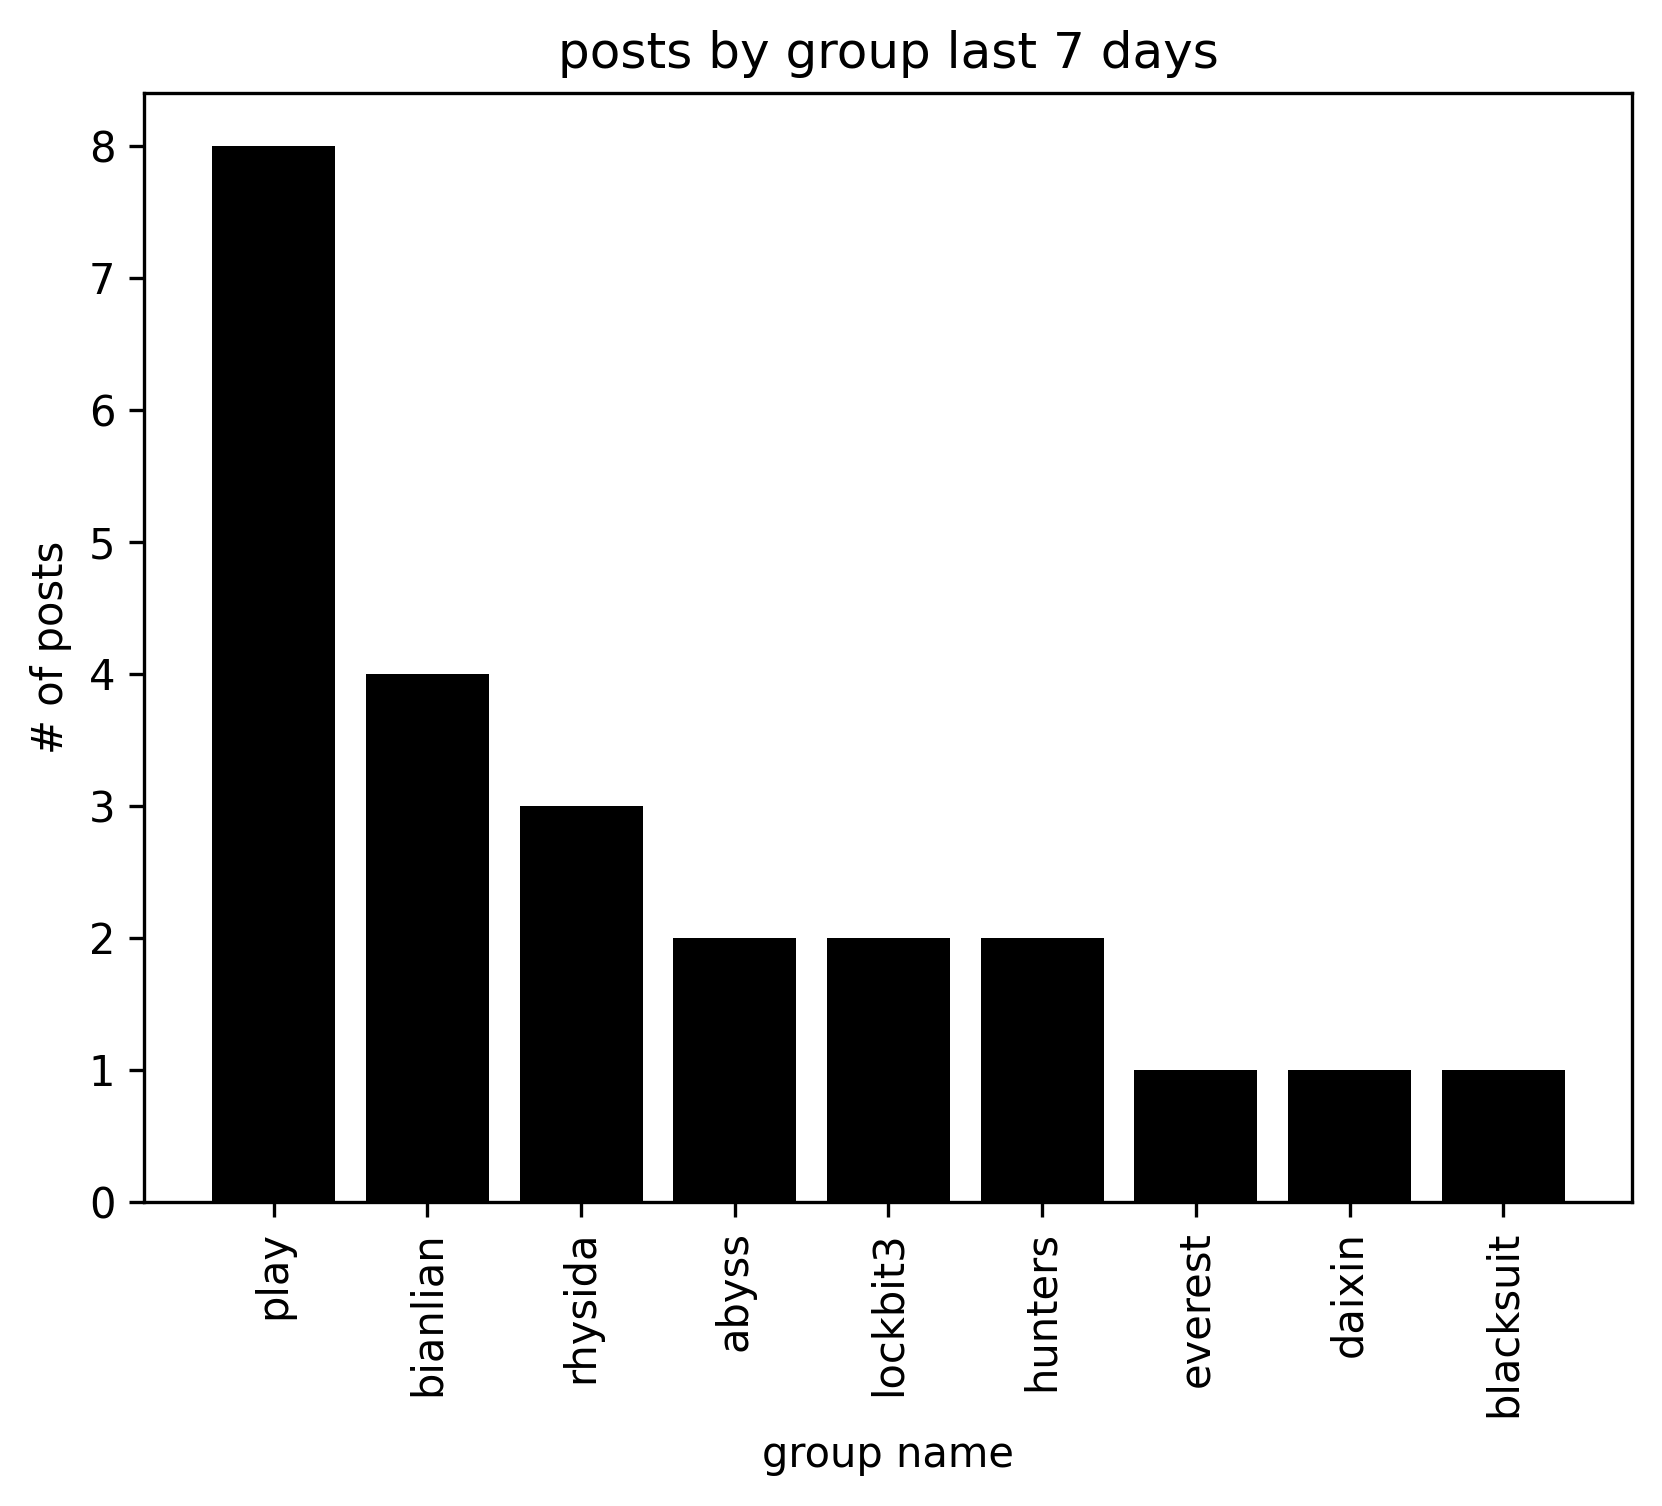 posts by group last 7 days
8
7
6
5
4
3
2
1
0
# of posts
play
bianlian
rhysida
abyss
lockbit3
hunters
everest
daixin
blacksuit
group name